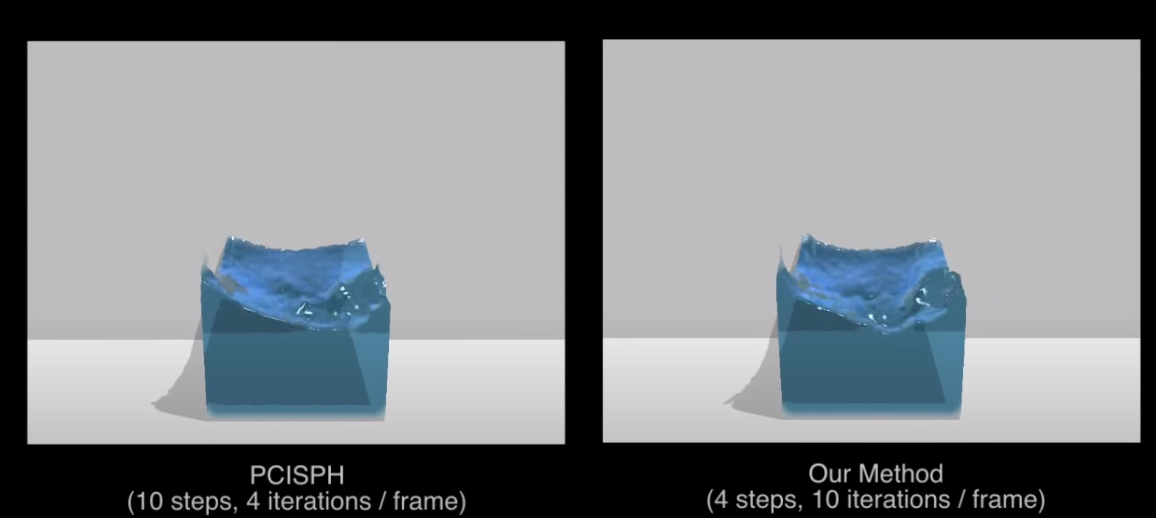 PCISPH
(10 steps, 4 iterations / frame)
Our Method
(4 steps, 10 iterations / frame)